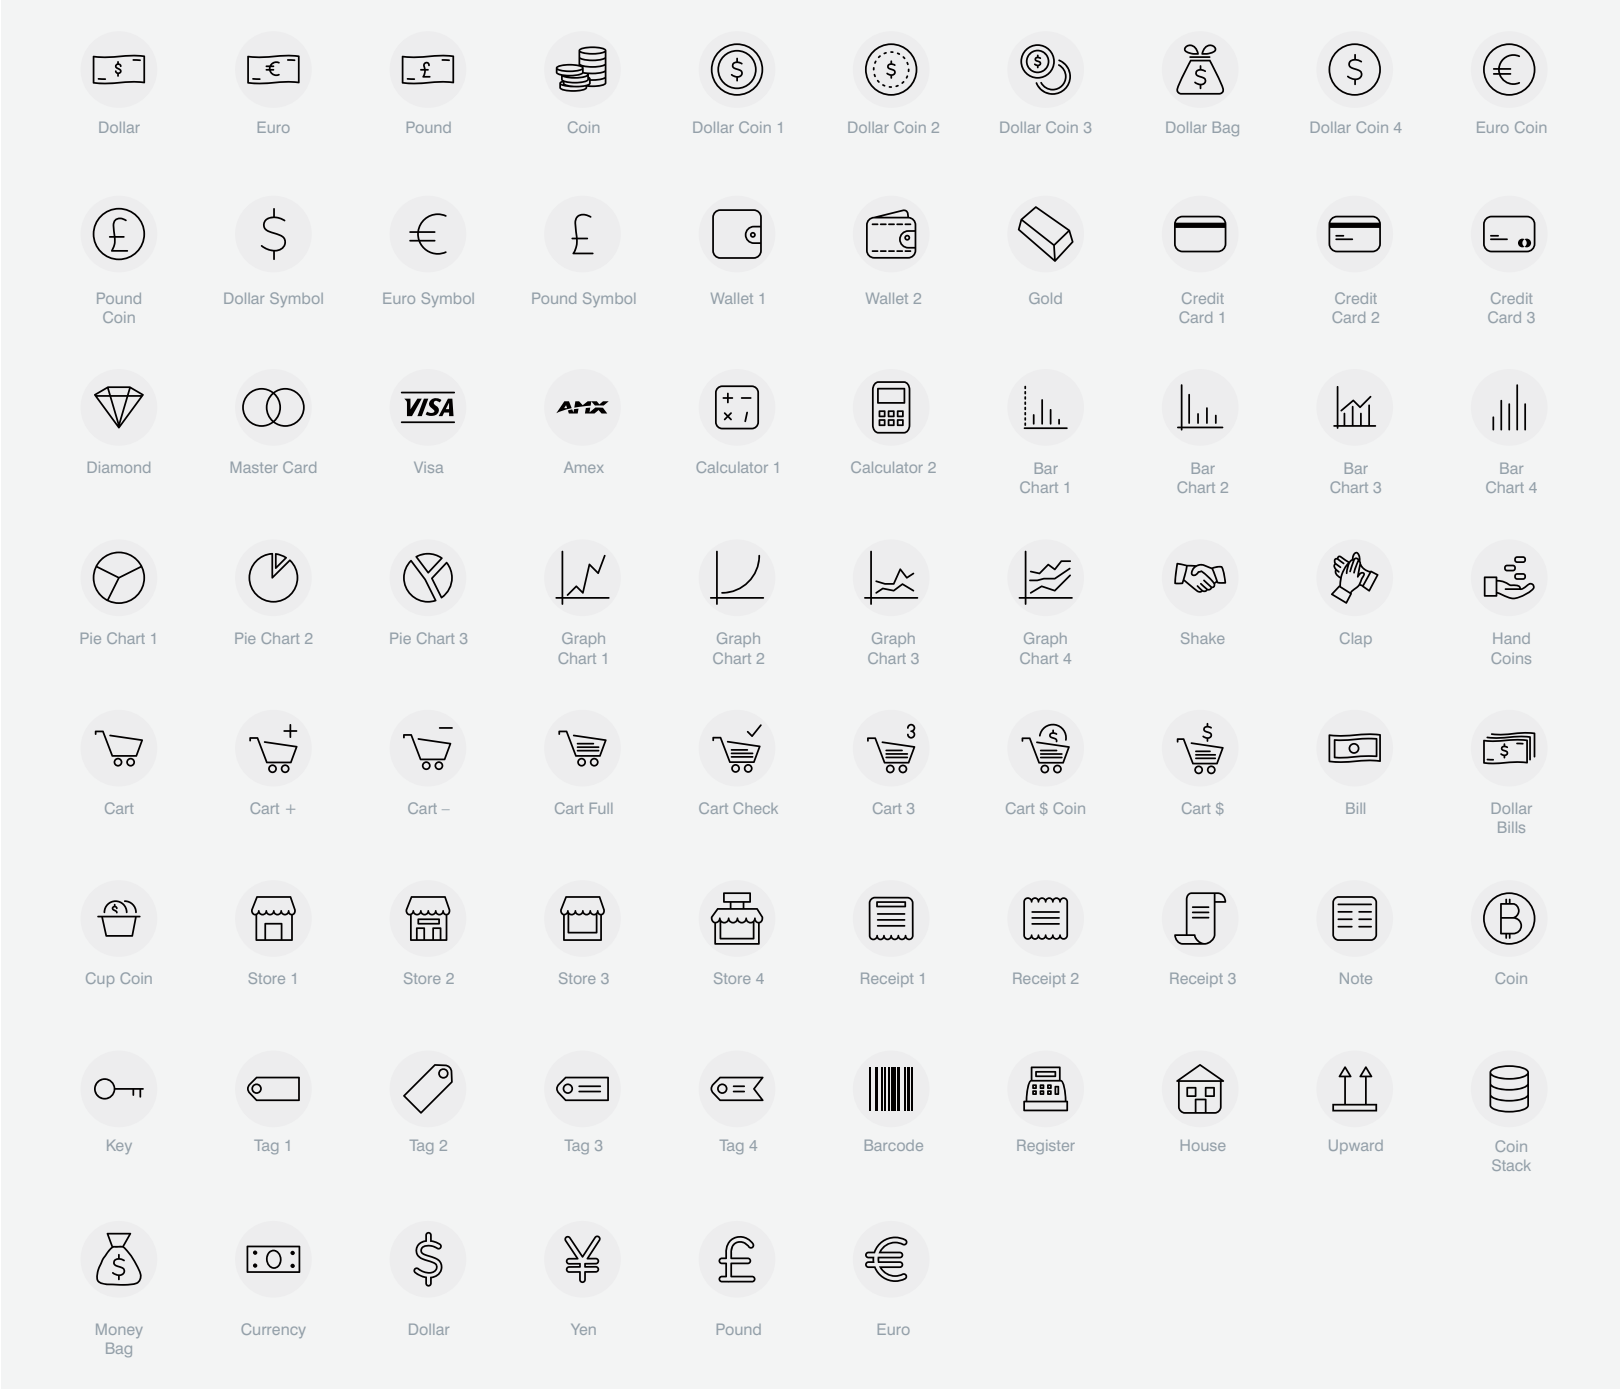 Dollar
Euro
Pound
Coin
Dollar Coin 1
Dollar Coin 2
Dollar Coin 3
Dollar Bag
Dollar Coin 4
Euro Coin
Pound
Coin
Dollar Symbol
Euro Symbol
Pound Symbol
Wallet 1
Wallet 2
Gold
Credit
Card 1
Credit
Card 2
Credit
Card 3
VISA
AMX
Diamond
Master Card
Visa
Amex
Calculator 1
Calculator 2
Bar
Chart 1
Bar
Chart 2
Bar
Chart 3
Bar
Chart 4
Pie Chart 1
Pie Chart 2
Pie Chart 3
Graph
Chart 1
Graph
Chart 2
Graph
Chart 3
Graph
Chart 4
Shake
Clap
Hand
Coins
3
Cart
Cart +
Cart –
Cart Full
Cart Check
Cart 3
Cart $ Coin
Cart $
Bill
Dollar
Bills
Cup Coin
Store 1
Store 2
Store 3
Store 4
Receipt 1
Receipt 2
Receipt 3
Note
Coin
Key
Tag 1
Tag 2
Tag 3
Tag 4
Barcode
Register
House
Upward
Coin
Stack
Money
Bag
Currency
Dollar
Yen
Pound
Euro